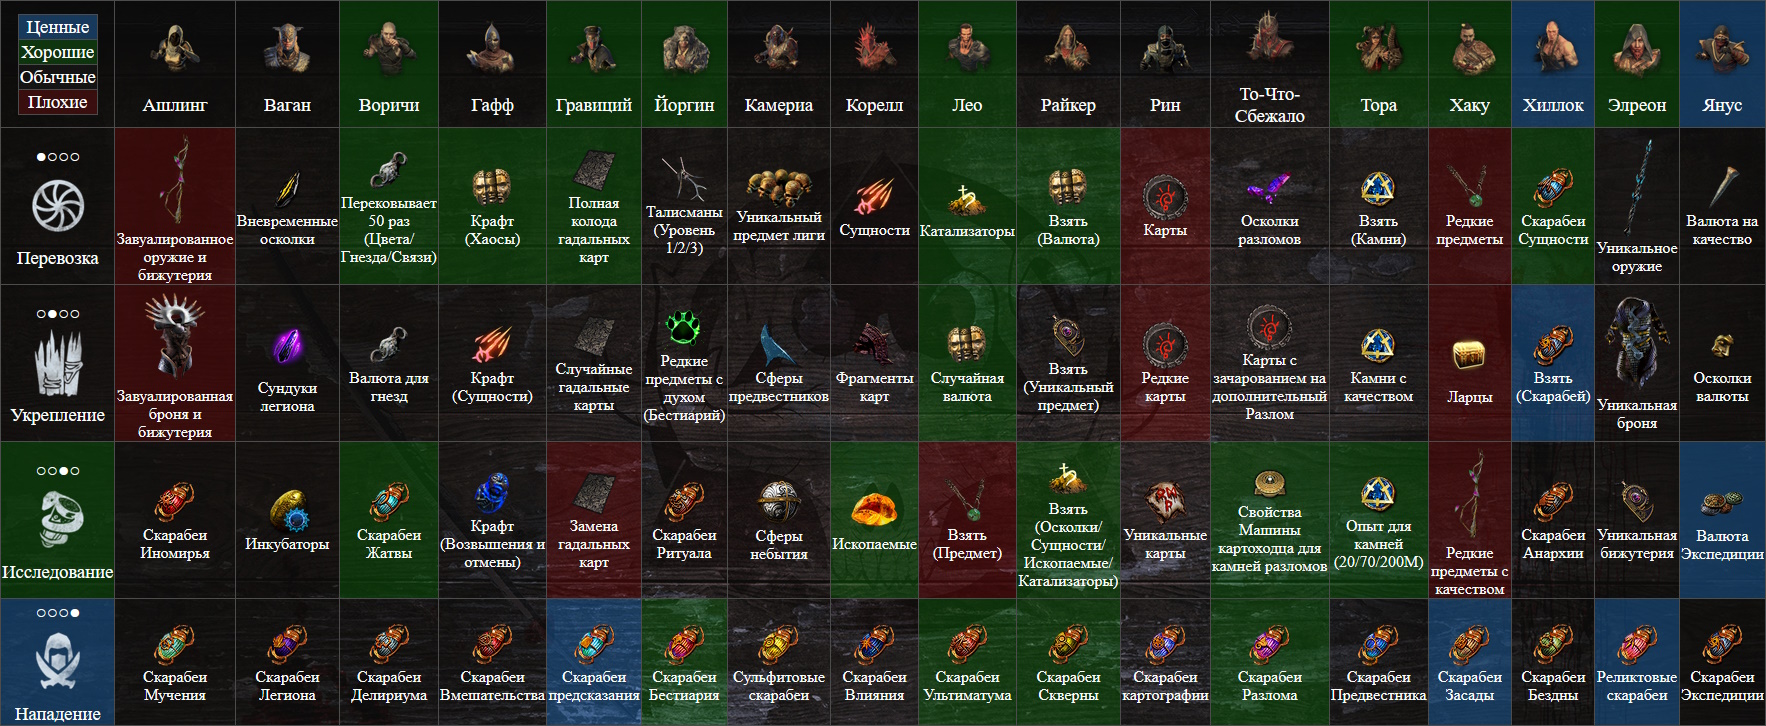 Ценные
Хорошие
Обычные
Плохие
Ашлинг
Ваган
Воричи
Гафф
Гравиций
Йоргин
Камериа
Корелл
Лео
Райкер
Рин
То-Что-
Сбежало
Тора
Хаку
Хиллок
Элреон
Янус
Перевозка
Завуалированное
оружие и
бижутерия
Вневременные
осколки
Перековывает
50 раз
(Цвета/
Гнезда/Связи)
Крафт
(Хаосы)
Полная
колода
гадальных
карт
Талисманы
(Уровень
1/2/3)
Уникальный
предмет лиги
Сущности
Катализаторы
Взять
(Валюта)
Карты
Осколки
разломов
Взять
(Камни)
Редкие
предметы
Скарабеи
Сущности
Уникальное
оружие
Валюта на
качество
Укрепление
Завуалированная
броня и
бижутерия
Сундуки
легиона
Валюта для
гнезд
Крафт
(Сущности)
Случайные
гадальные
карты
Редкие
предметы с
духом
(Бестиарий)
Сферы
предвестников
Фрагменты
карт
Случайная
валюта
Взять
(Уникальный
предмет)
Редкие
карты
Карты с
зачарованием на
дополнительный
Разлом
Камни с
качеством
Ларцы
Взять
(Скарабей)
Уникальная
броня
Осколки
валюты
Исследование
Скарабеи
Иномирья
Инкубаторы
Скарабеи
Жатвы
Крафт
(Возвышения и
отмены)
Замена
гадальных
карт
Скарабеи
Ритуала
Сферы
небытия
Ископаемые
Взять
(Предмет)
Взять
(Осколки/
Сущности/
Ископаемые/
Катализаторы)
Уникальные
карты
Свойства
Машины
картоходца для
камней разломов
Опыт для
камней
(20/70/200М)
Редкие
предметы с
качеством
Скарабеи
Анархии
Уникальная
бижутерия
Валюта
Экспедиции
Нападение
Скарабеи
Мучения
Скарабеи
Легиона
Скарабеи
Делириума
Скарабеи
Вмешательства
Скарабеи
предсказания
Скарабеи
Бестиария
Сульфитовые
скарабеи
Скарабеи
Влияния
Скарабеи
Ультиматума
Скарабеи
Скверны
Скарабеи
картографии
Скарабеи
Разлома
Скарабеи
Предвестника
Скарабеи
Засады
Скарабеи
Бездны
Реликтовые
скарабеи
Скарабеи
Экспедиции